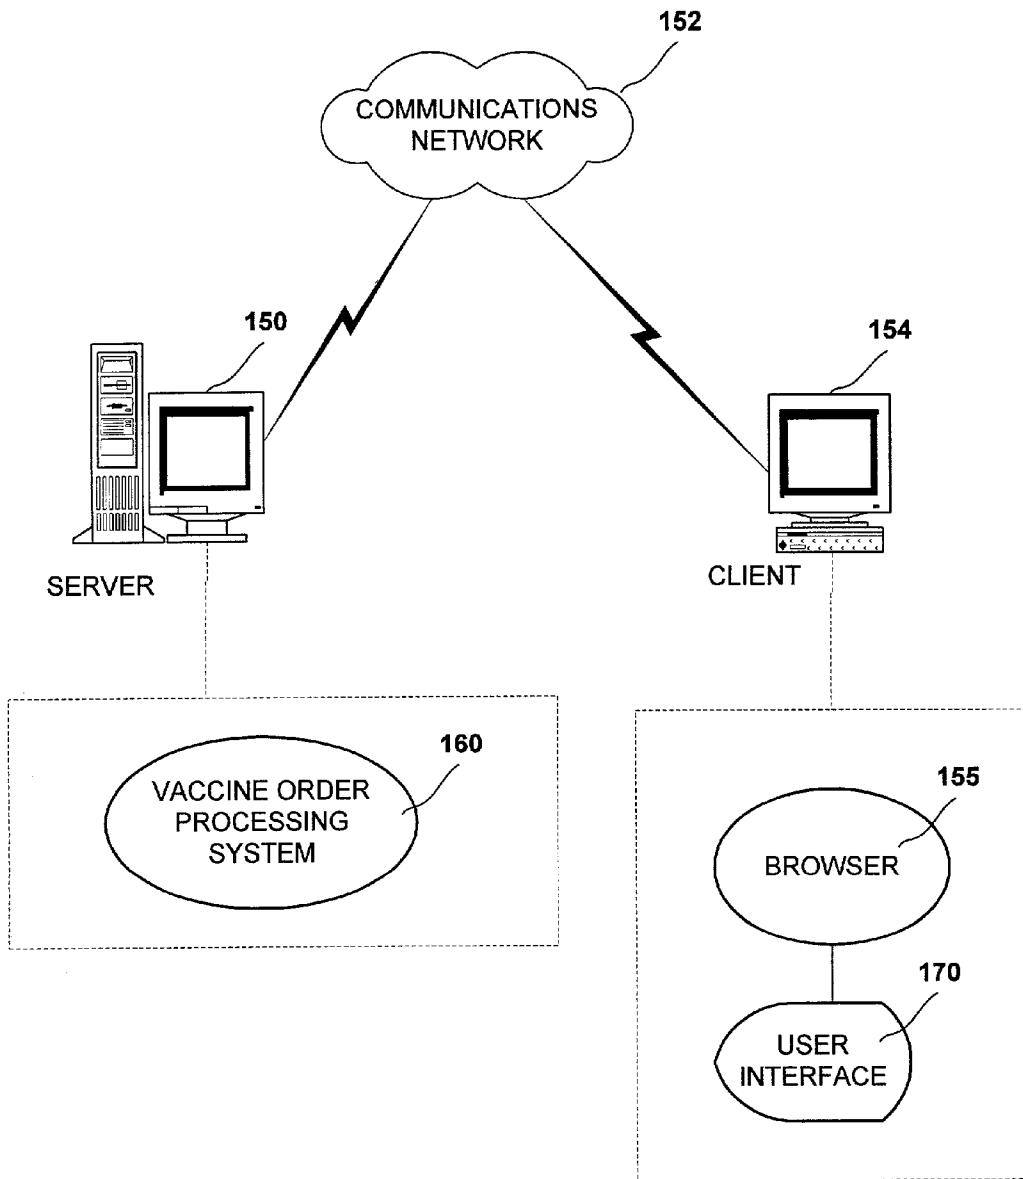 152
COMMUNICATIONS
NETWORK
150
154
SERVER
CLIENT
160
VACCINE ORDER
PROCESSING
SYSTEM
155
BROWSER
170
USER
INTERFACE